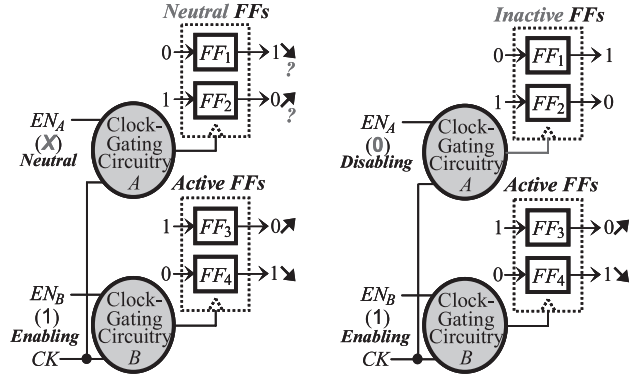 Neutral FFs
0 FF1 1
?
1 FF2 0
?
ENA
(X)
Neutral
Clock-
Gating
Circuitry
A
Active FFs
1 FF3 0
0 FF4 1
ENB
(1)
Enabling
CK
Clock-
Gating
Circuitry
B
Inactive FFs
0 FF1 1
1 FF2 0
ENA
(0)
Disabling
Clock-
Gating
Circuitry
A
Active FFs
1 FF3 0
0 FF4 1
ENB
(1)
Enabling
CK
Clock-
Gating
Circuitry
B